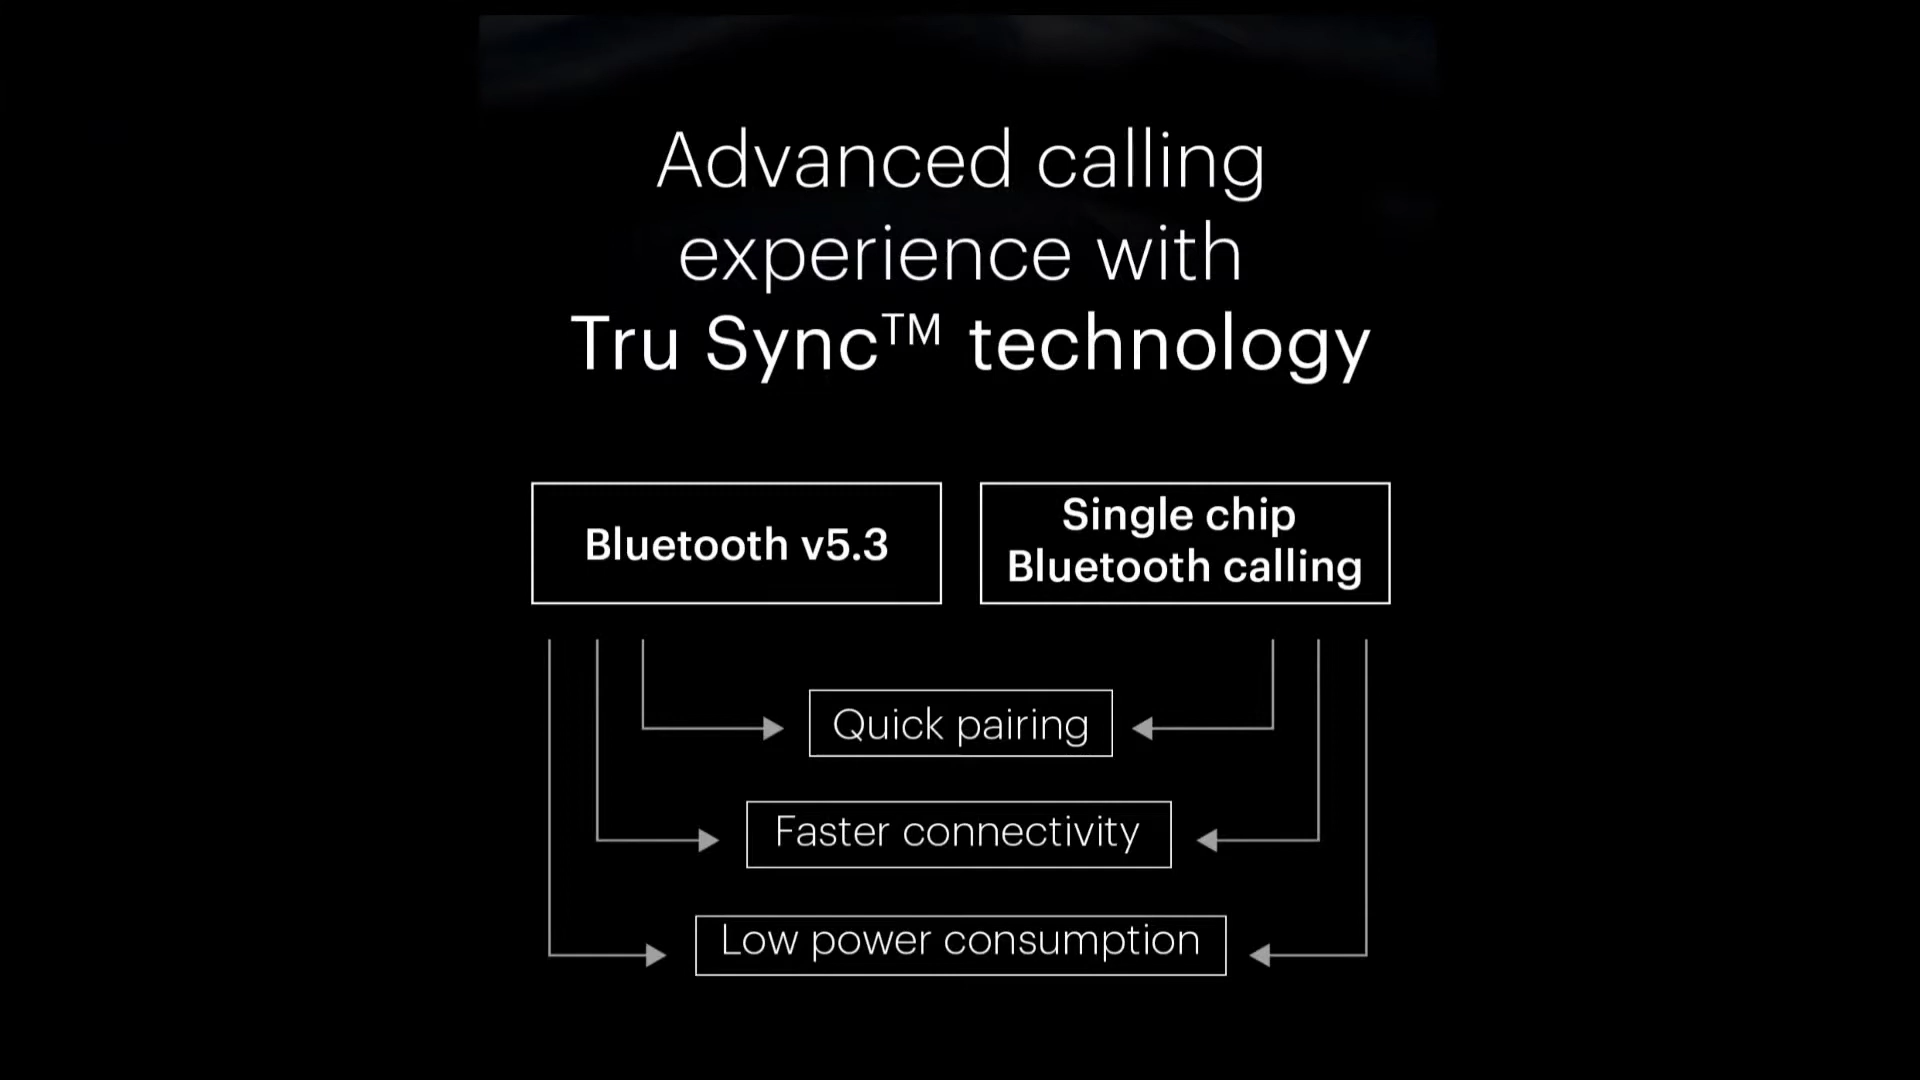 Advanced calling
experience with
Tru Sync™ technology
Bluetooth v5.3
Single chip
Bluetooth calling
Quick pairing
Faster connectivity
Low power consumption